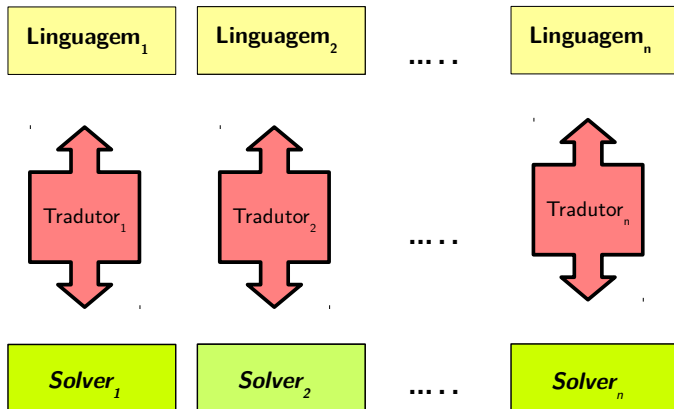 Linguagem₁ Linguagem₂ ..... Linguagemₙ
Tradutor₁ Tradutor₂ ..... Tradutorₙ
Solver₁ Solver₂ ..... Solverₙ